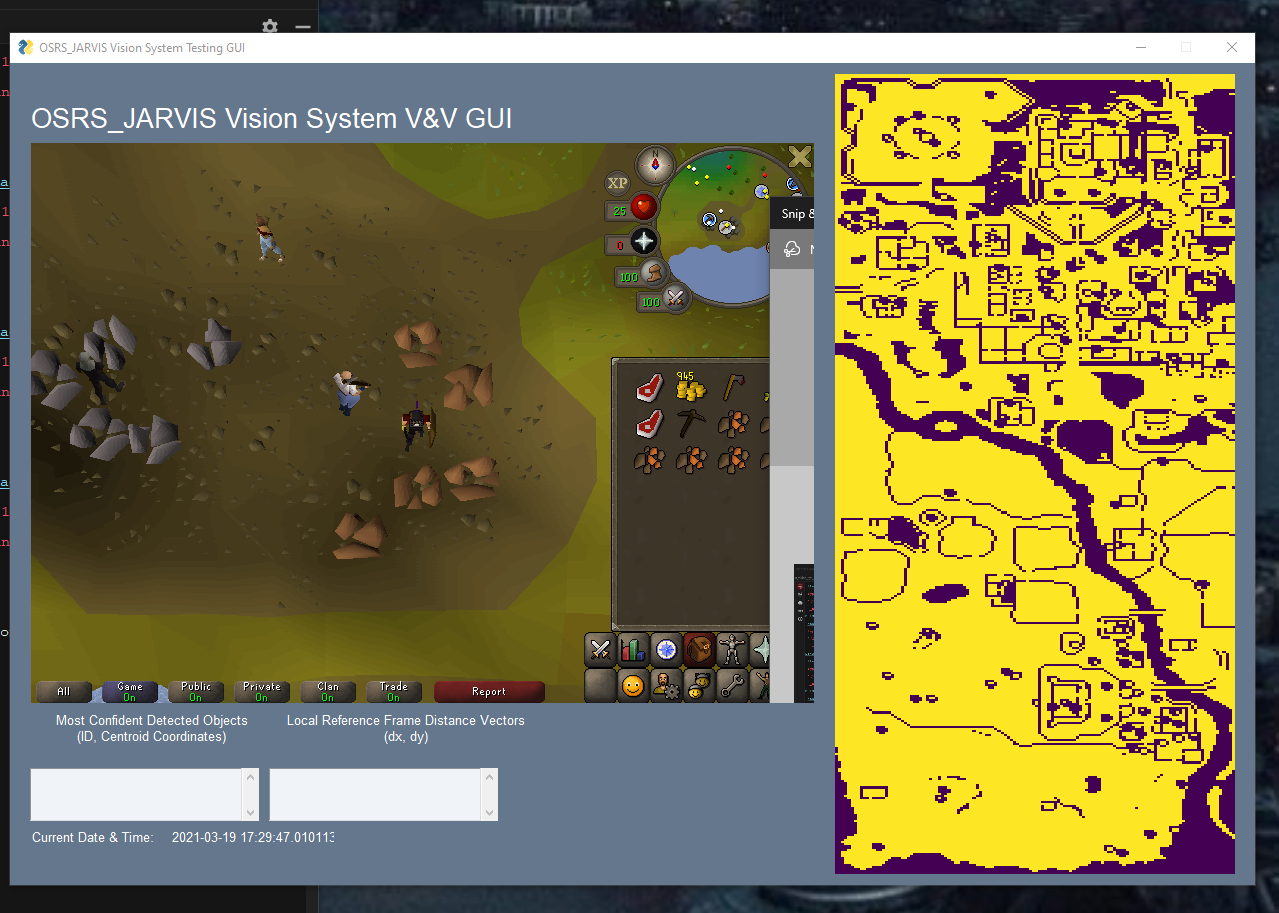 OSRS_JARVIS Vision System Testing GUI
OSRS_JARVIS Vision System V&V GUI
N
XP
25
0
100
100
Snip &
945
All
Game
On
Public
On
Private
On
Clan
On
Trade
On
Report
Most Confident Detected Objects
(ID, Centroid Coordinates)
Local Reference Frame Distance Vectors
(dx, dy)
Current Date & Time: 2021-03-19 17:29:47.010113